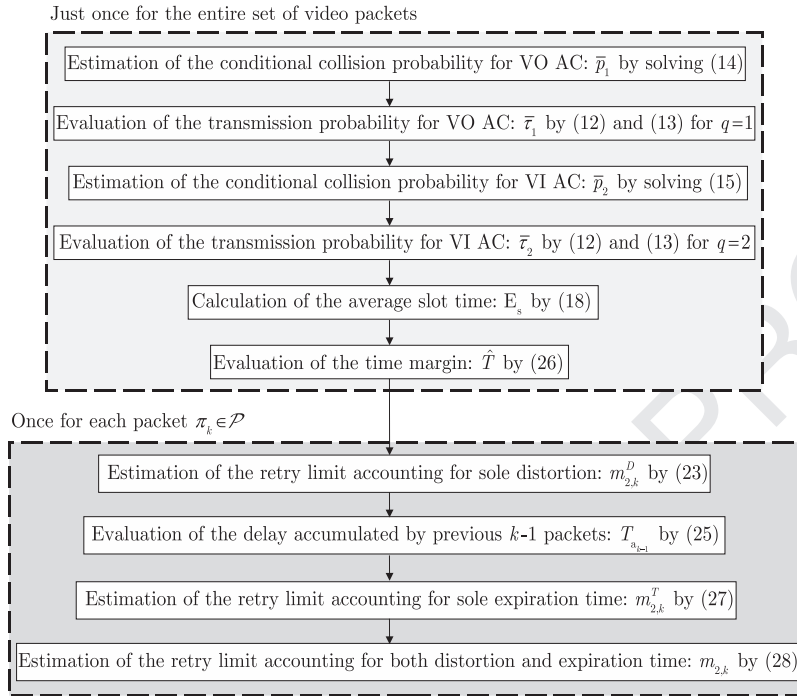 Just once for the entire set of video packets
Estimation of the conditional collision probability for VO AC: p̅₁ by solving (14)
Evaluation of the transmission probability for VO AC: τ̅₁ by (12) and (13) for q=1
Estimation of the conditional collision probability for VI AC: p̅₂ by solving (15)
Evaluation of the transmission probability for VI AC: τ̅₂ by (12) and (13) for q=2
Calculation of the average slot time: Eₛ by (18)
Evaluation of the time margin: T̂ by (26)
Once for each packet πₖ∈𝒫
Estimation of the retry limit accounting for sole distortion: m^D_{2,k} by (23)
Evaluation of the delay accumulated by previous k-1 packets: T_{a_{k-1}} by (25)
Estimation of the retry limit accounting for sole expiration time: m^T_{2,k} by (27)
Estimation of the retry limit accounting for both distortion and expiration time: m_{2,k} by (28)